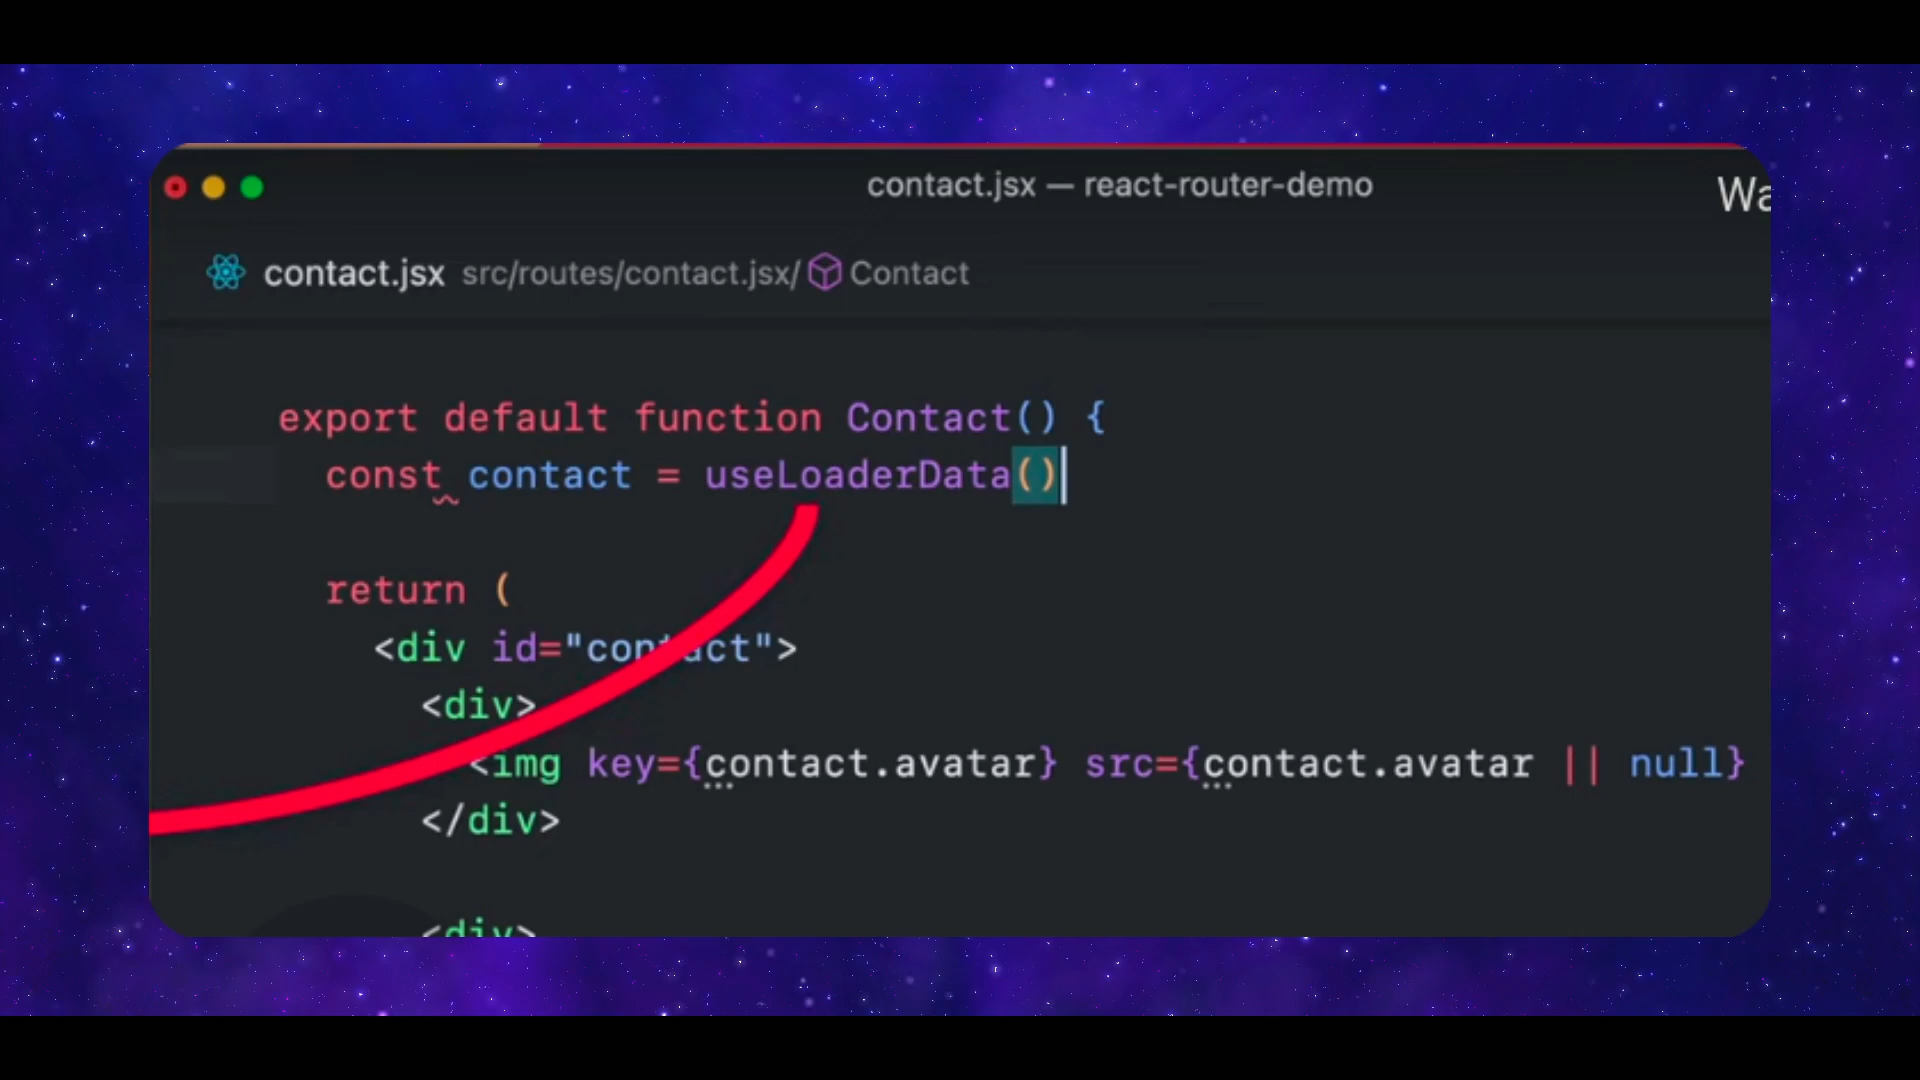 contact.jsx — react-router-demo
Wa
contact.jsx src/routes/contact.jsx/ Contact
export default function Contact() {
const contact = useLoaderData()
return (
<div id="contact">
<div>
<img key={contact.avatar} src={contact.avatar || null}
</div>
<div>